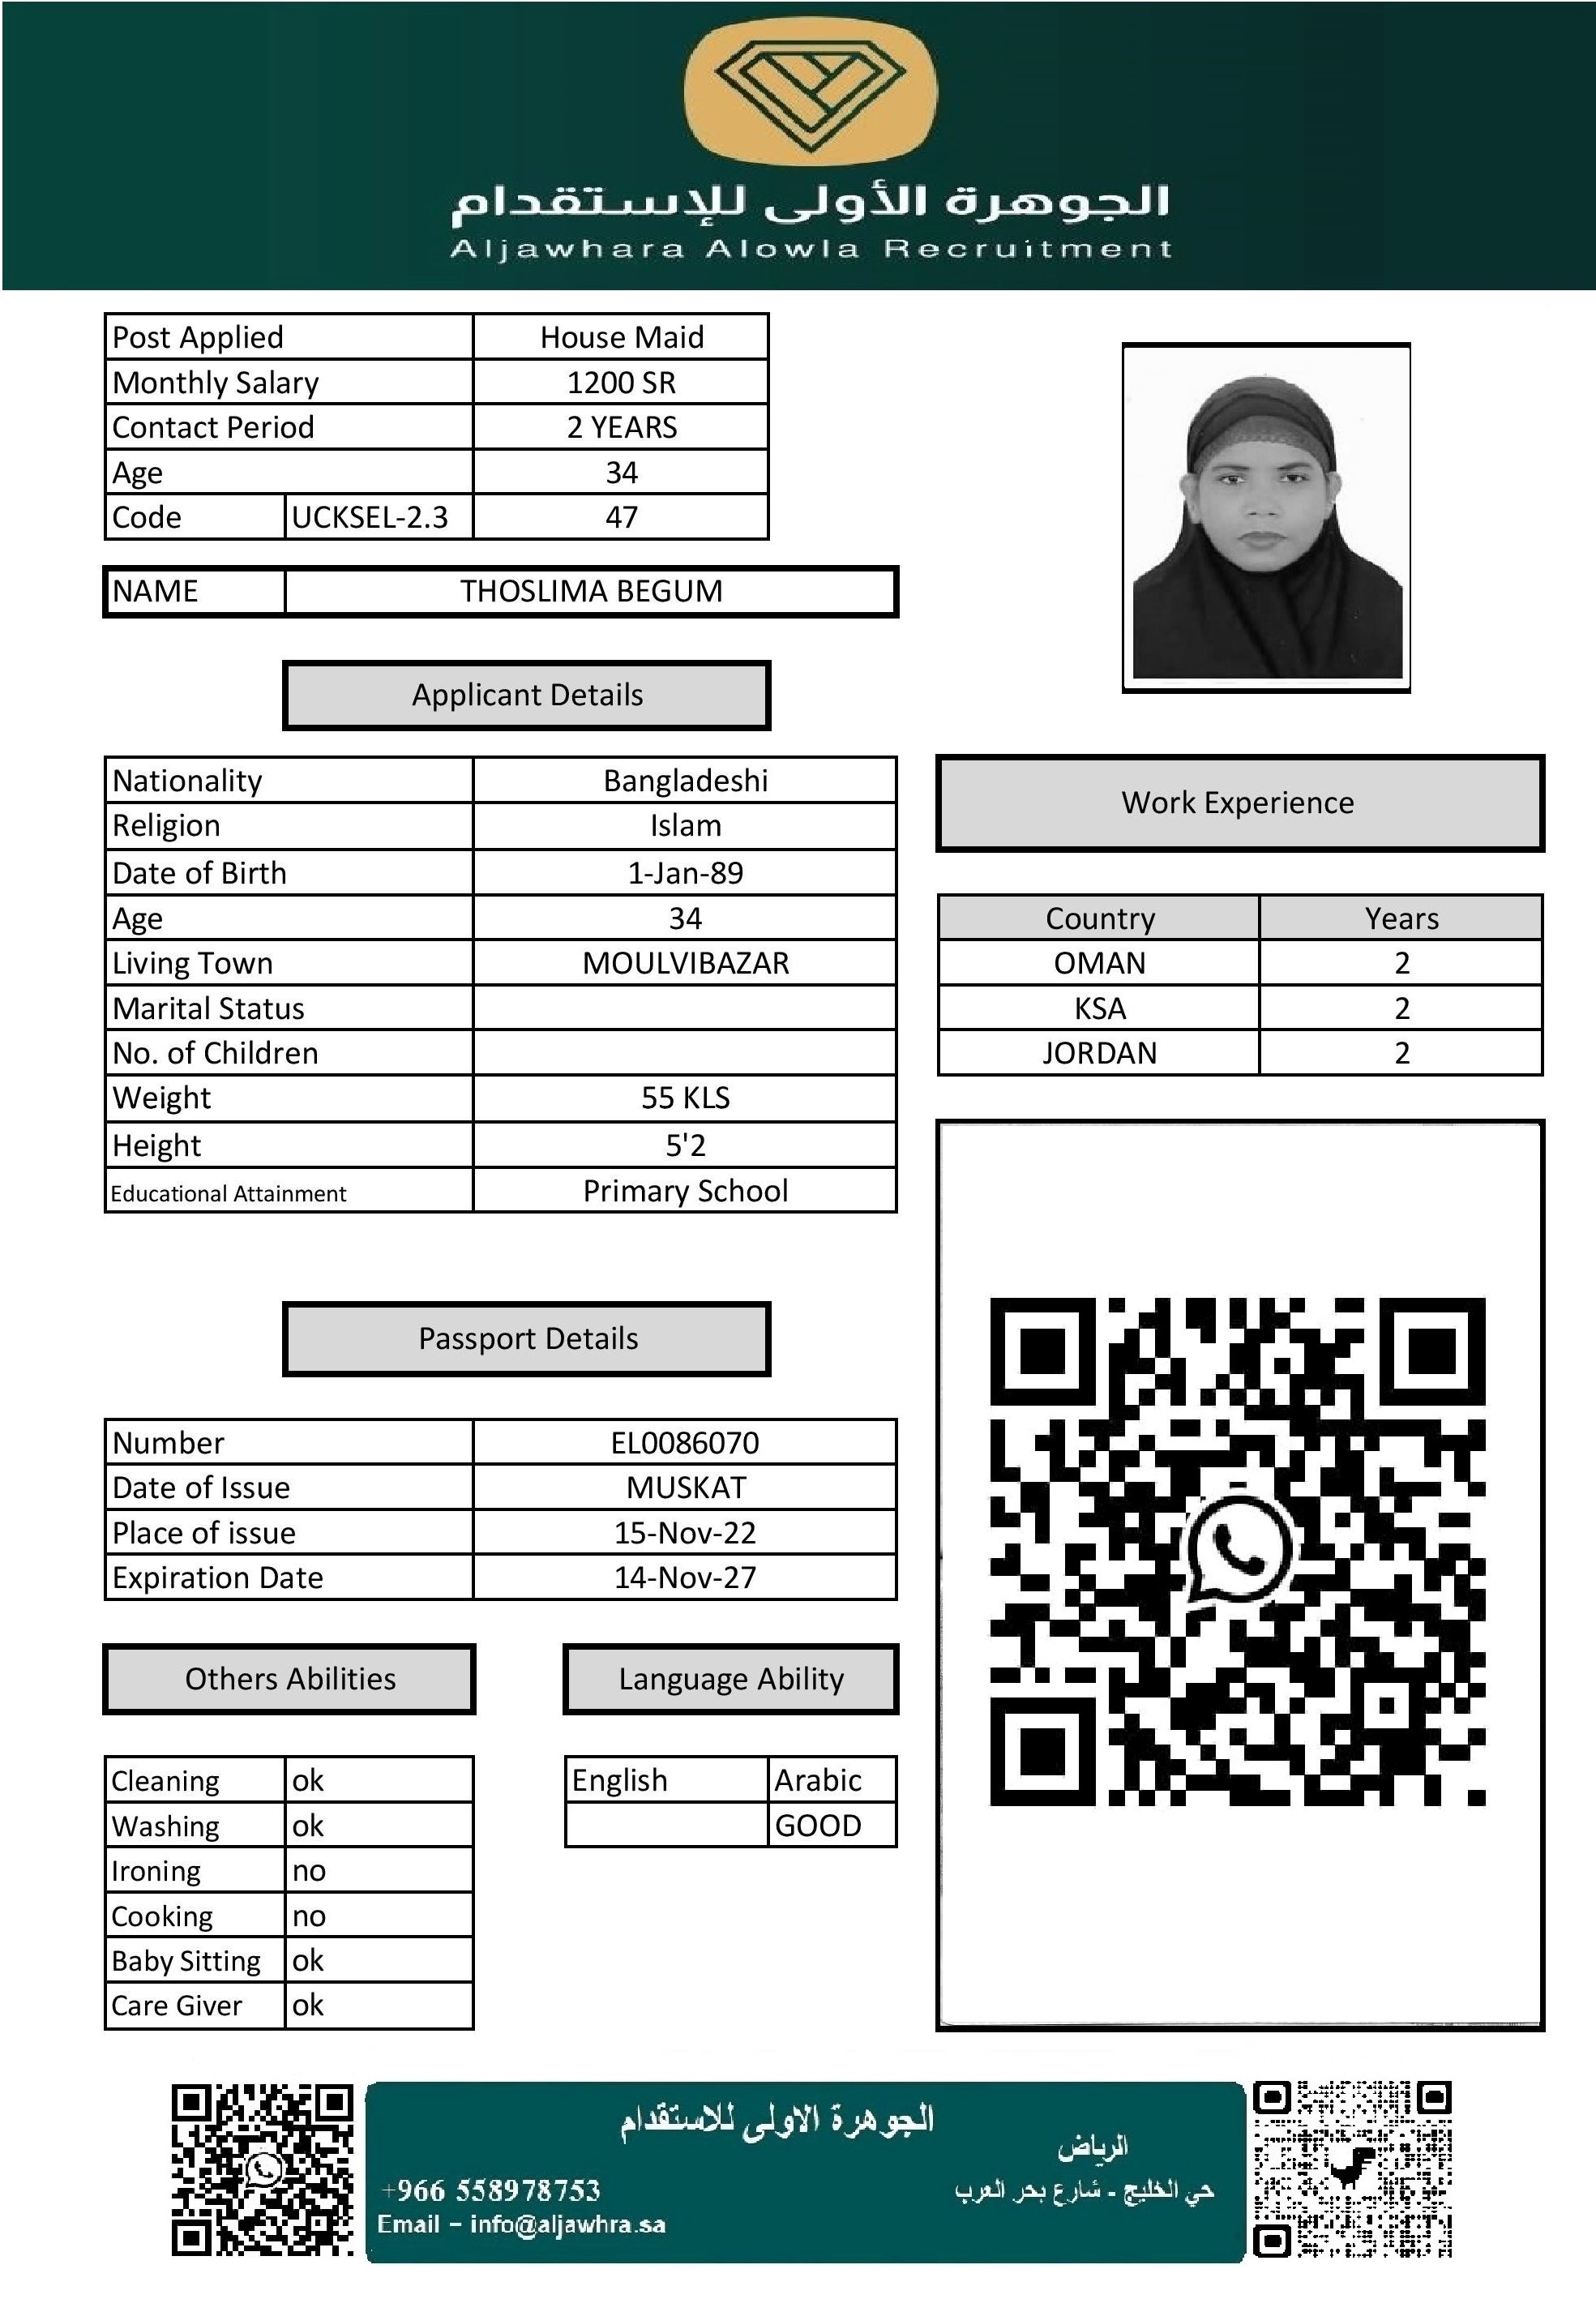 الجوهرة الأولى للإستقدام
Aljawhara Alowla Recruitment
Post Applied House Maid
Monthly Salary 1200 SR
Contact Period 2 YEARS
Age 34
Code UCKSEL-2.3 47
NAME THOSLIMA BEGUM
Applicant Details
Nationality Bangladeshi
Religion Islam
Date of Birth 1-Jan-89
Age 34
Living Town MOULVIBAZAR
Marital Status
No. of Children
Weight 55 KLS
Height 5'2
Educational Attainment Primary School
Work Experience
Country Years
OMAN 2
KSA 2
JORDAN 2
Passport Details
Number EL0086070
Date of Issue MUSKAT
Place of issue 15-Nov-22
Expiration Date 14-Nov-27
Others Abilities
Cleaning ok
Washing ok
Ironing no
Cooking no
Baby Sitting ok
Care Giver ok
Language Ability
English Arabic
GOOD
الجوهرة الاولى للاستقدام
الرياض
حي الخليج - شارع بحر العرب
+966 558978753
Email – info@aljawhra.sa